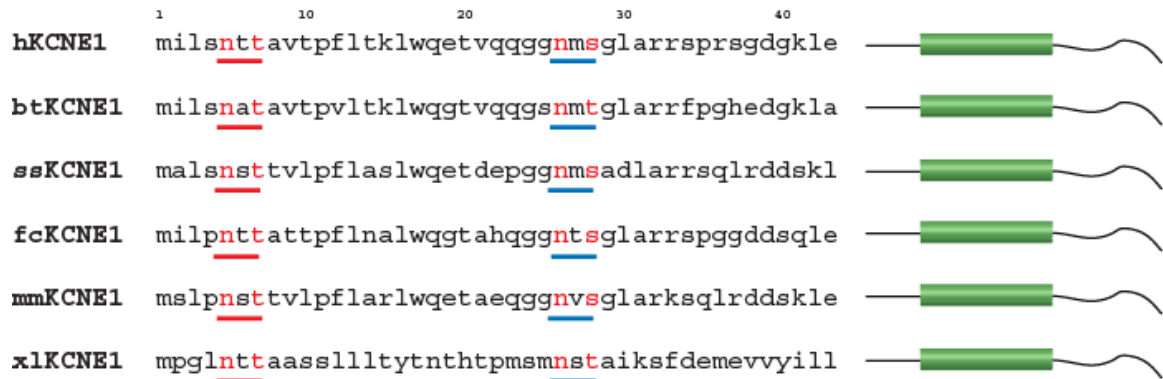 1 10 20 30 40
hKCNE1 milsnttavtpfltklwqetvqqggnmsglarrsprsgdgkle
btKCNE1 milsnatavtpvltklwqgtvqqgsnmtglarrfpghedgkla
ssKCNE1 malsnsttvlpflaslwqetdepggnmsadlarrsqlrddskl
fcKCNE1 milpnttattpflnalwqgtahqggntsglarrspggddsqle
mmKCNE1 mslpnsttvlpflarlwqetaeqggnvsglarksqlrddskle
xlKCNE1 mpglnttaassllltytnthtpmsmnstaiksfdemevvyill